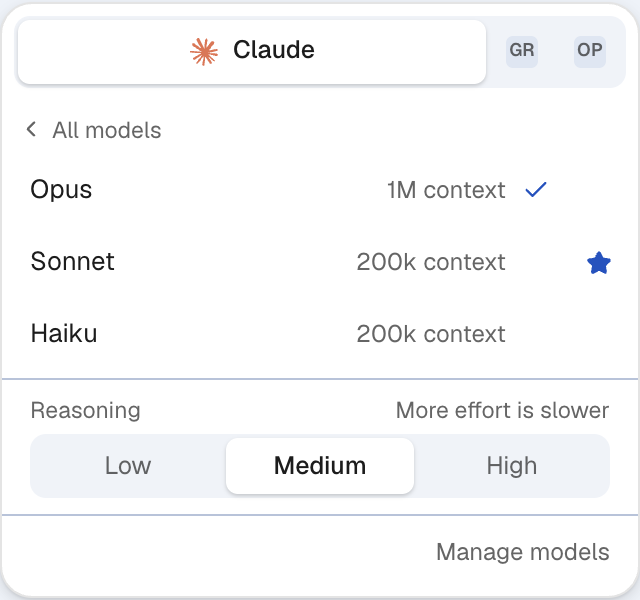 Claude GR OP
All models
Opus 1M context
Sonnet 200k context
Haiku 200k context
Reasoning More effort is slower
Low Medium High
Manage models